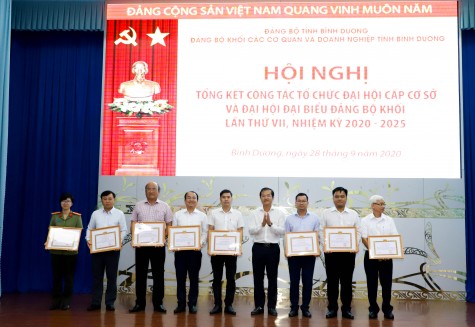 ĐẢNG CỘNG SẢN VIỆT NAM QUANG VINH MUÔN NĂM
ĐẢNG BỘ TỈNH BÌNH DƯƠNG
ĐẢNG BỘ KHỐI CÁC CƠ QUAN VÀ DOANH NGHIỆP TỈNH BÌNH DƯƠNG
HỘI NGHỊ
TỔNG KẾT CÔNG TÁC TỔ CHỨC ĐẠI HỘI CẤP CƠ SỞ
VÀ ĐẠI HỘI ĐẠI BIỂU ĐẢNG BỘ KHỐI
LẦN THỨ VII, NHIỆM KỲ 2020 - 2025
Bình Dương, ngày 28 tháng 9 năm 2020